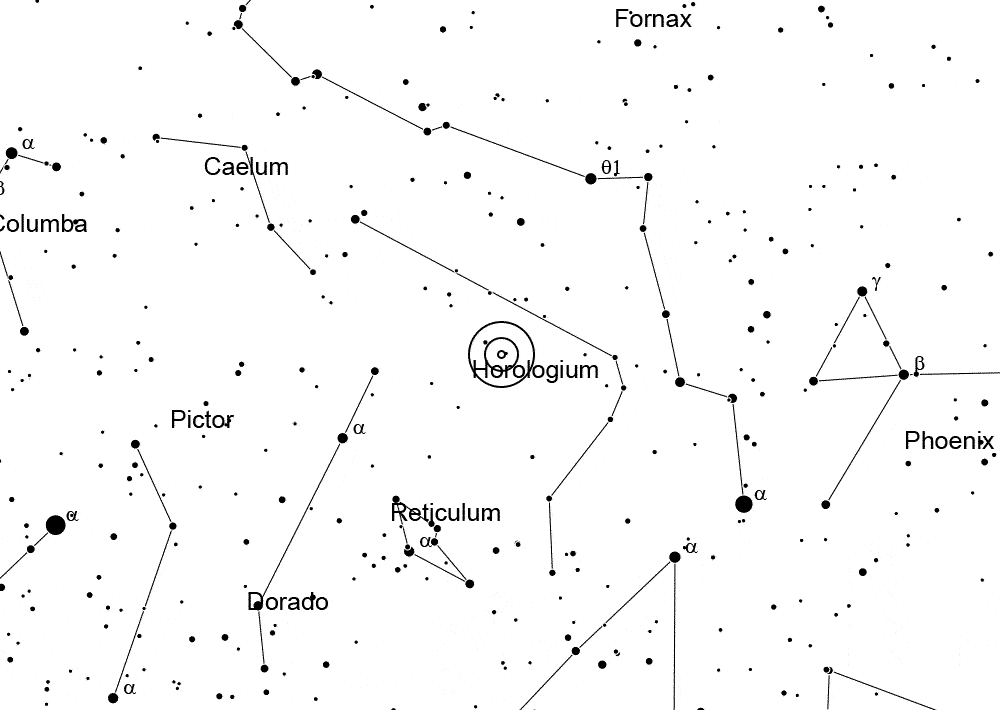 Fornax
α
Caelum
θ1
β
Columba
γ
β
Horologium
Pictor
α
Phoenix
α
Reticulum
α
α
α
Dorado
α